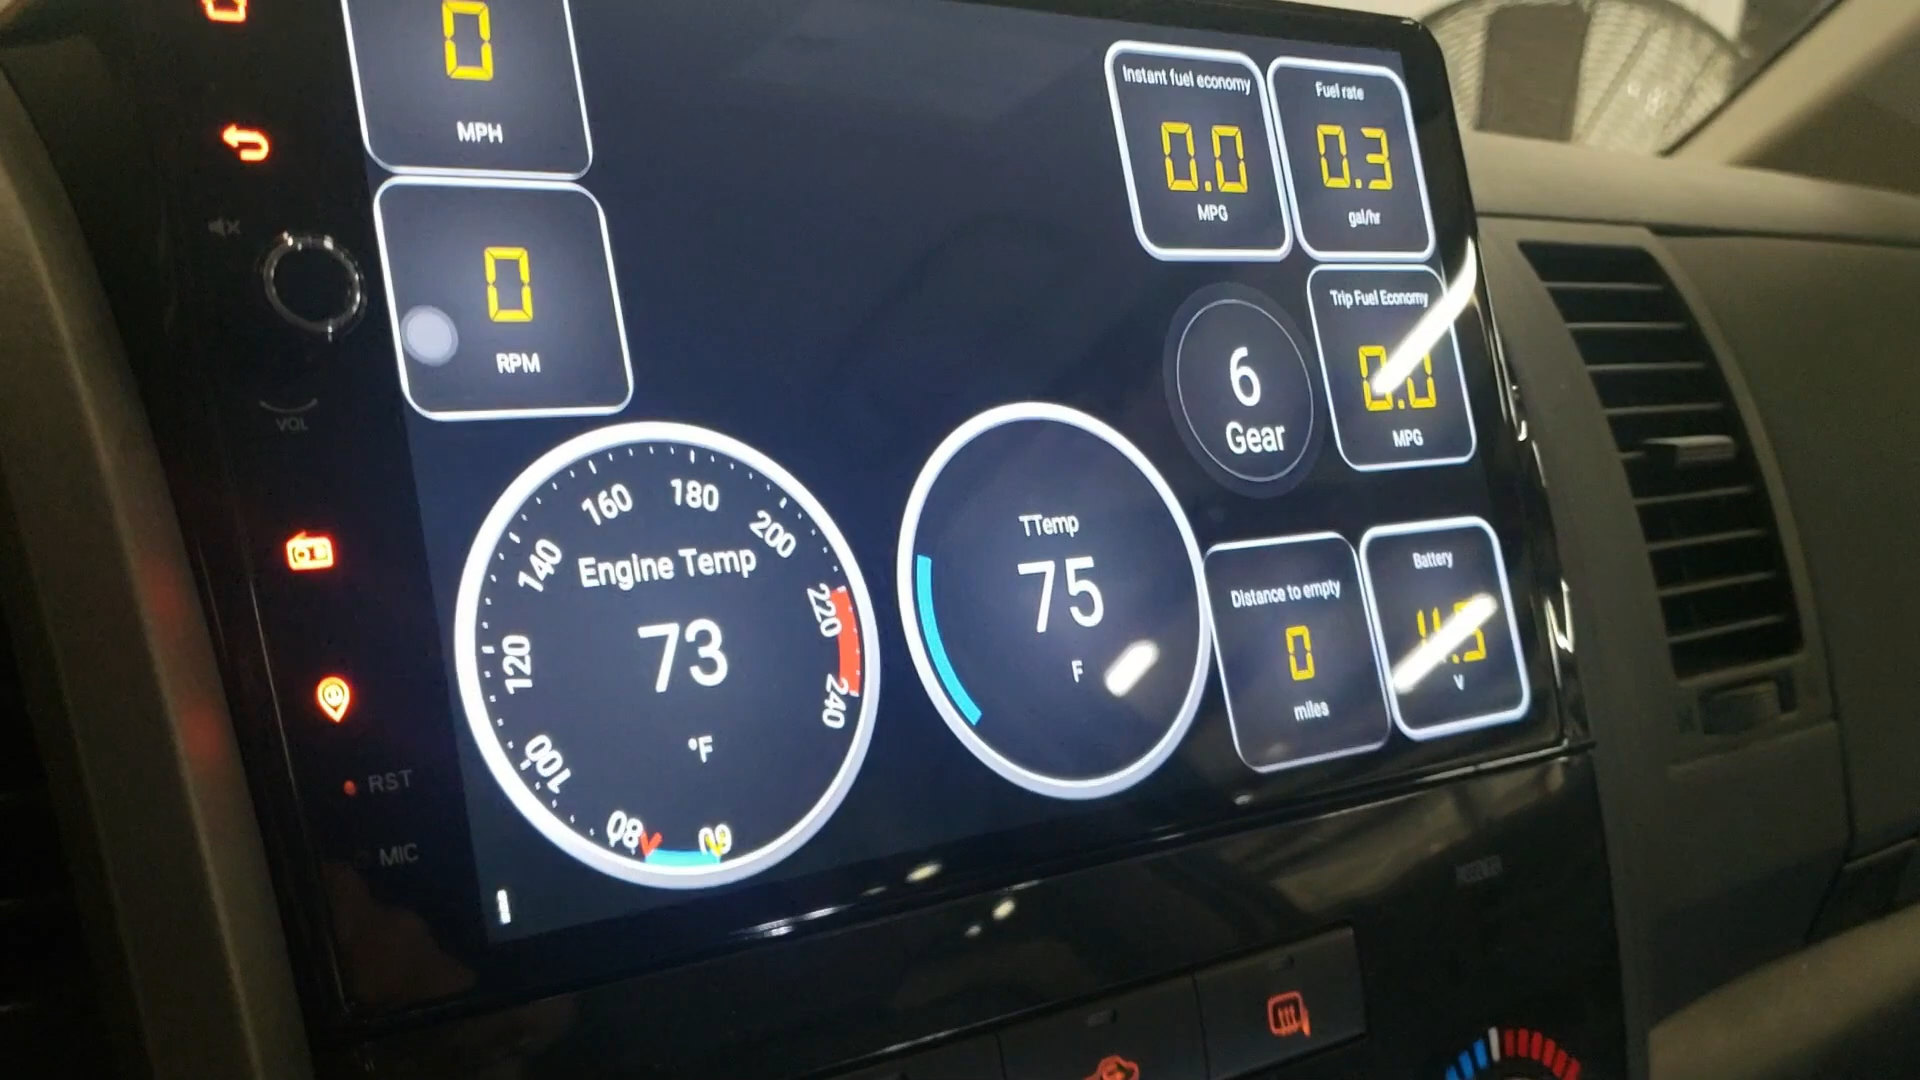 0
MPH
0
RPM
VOL
RST
MIC
Instant fuel economy
0.0
MPG
Fuel rate
0.3
gal/hr
Trip Fuel Economy
0.0
MPG
6
Gear
160
180
200
140
220
120
240
100
80
60
Engine Temp
73
°F
TTemp
75
F
Distance to empty
0
miles
Battery
V